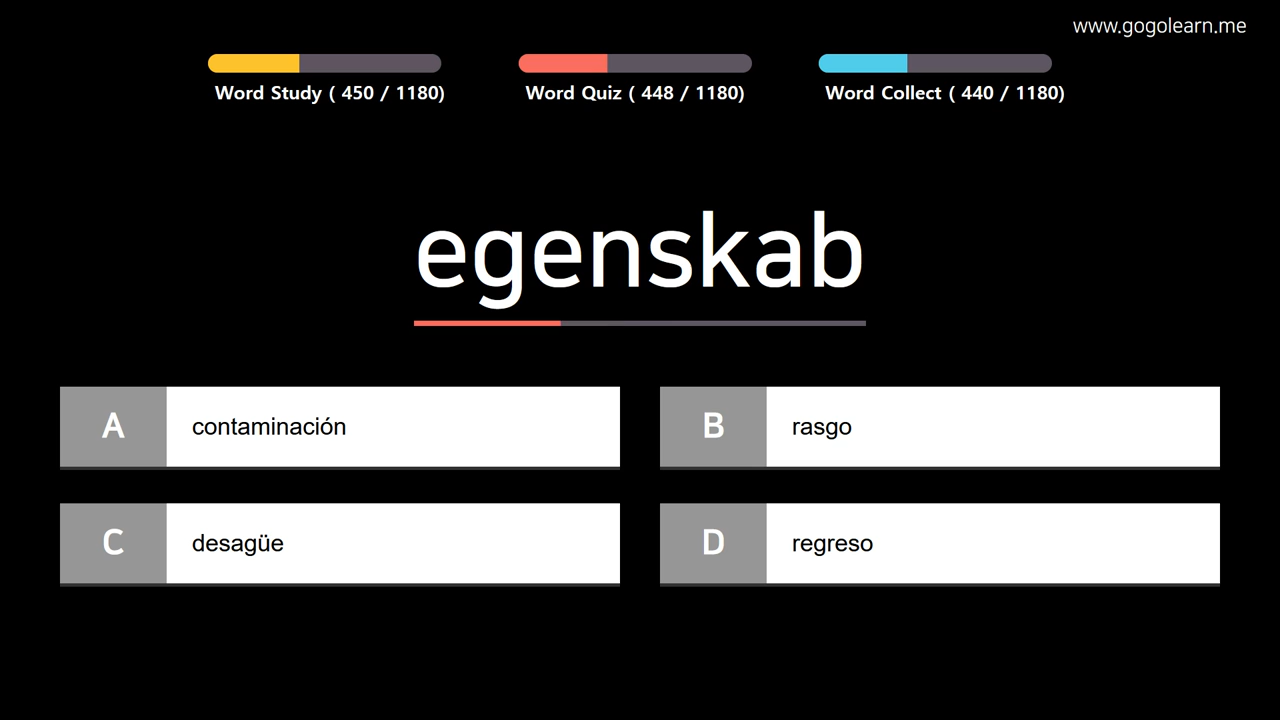 www.gogolearn.me
Word Study ( 450 / 1180)
Word Quiz ( 448 / 1180)
Word Collect ( 440 / 1180)
egenskab
A contaminación
B rasgo
C desagüe
D regreso